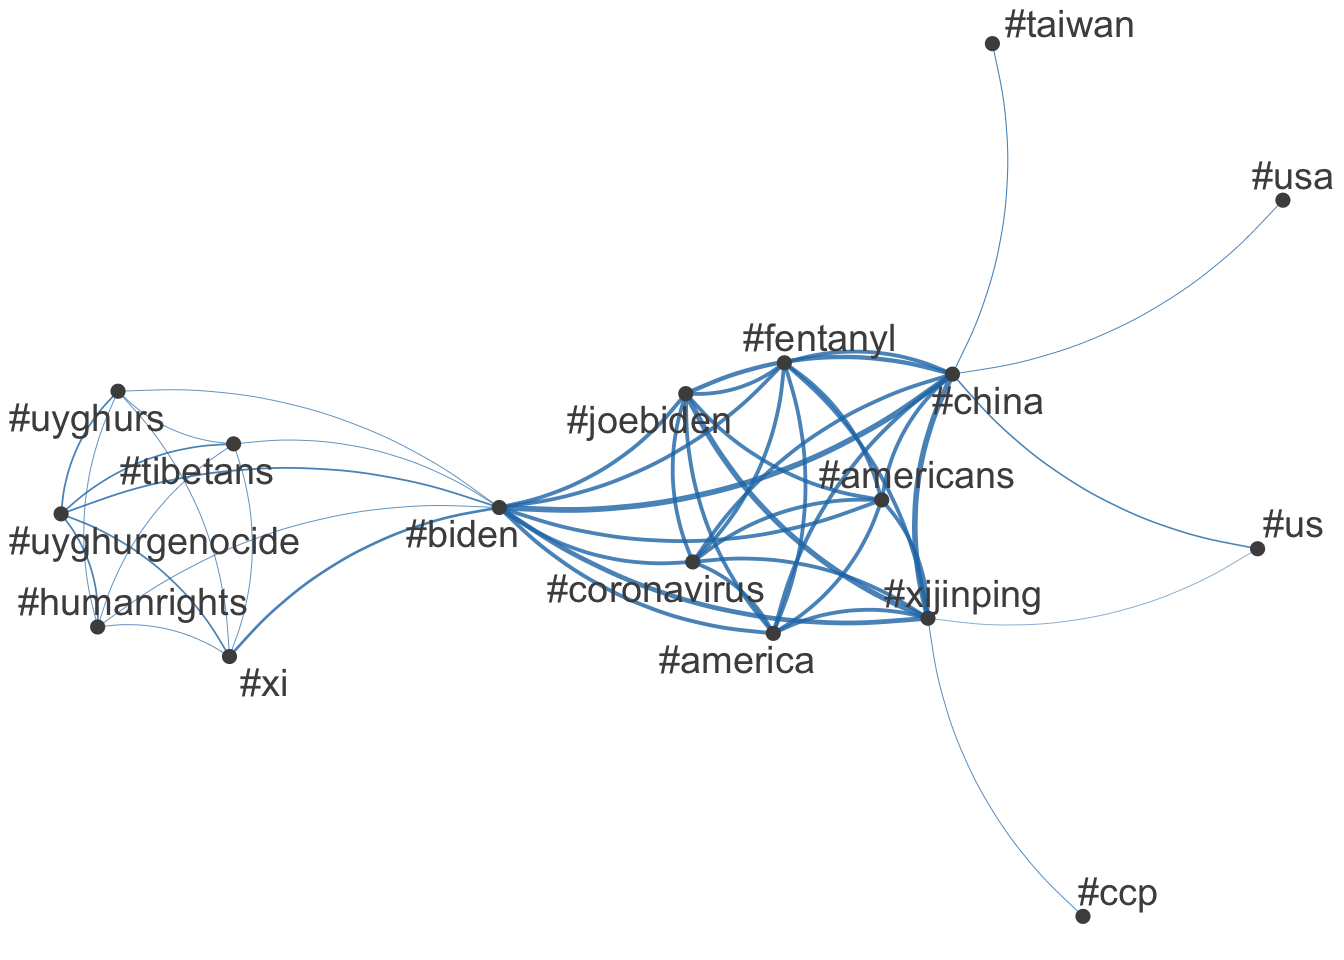 #taiwan
#usa
#fentanyl
#china
#joebiden
#uyghurs
#tibetans
#americans
#us
#biden
#uyghurgenocide
#coronavirus
#xijinping
#humanrights
#america
#xi
#ccp